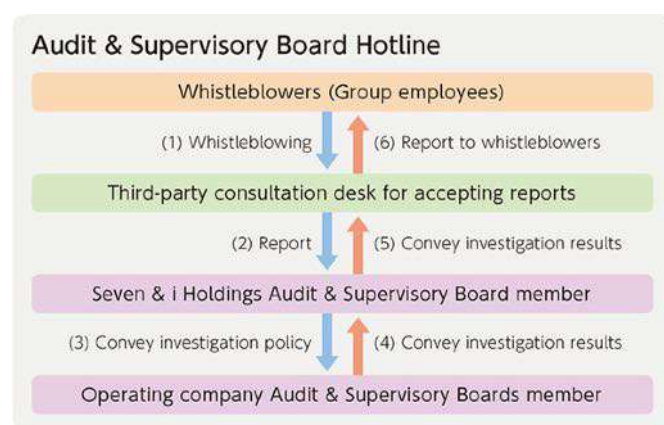 Audit & Supervisory Board Hotline
Whistleblowers (Group employees)
(1) Whistleblowing
(6) Report to whistleblowers
Third-party consultation desk for accepting reports
(2) Report
(5) Convey investigation results
Seven & i Holdings Audit & Supervisory Board member
(3) Convey investigation policy
(4) Convey investigation results
Operating company Audit & Supervisory Boards member